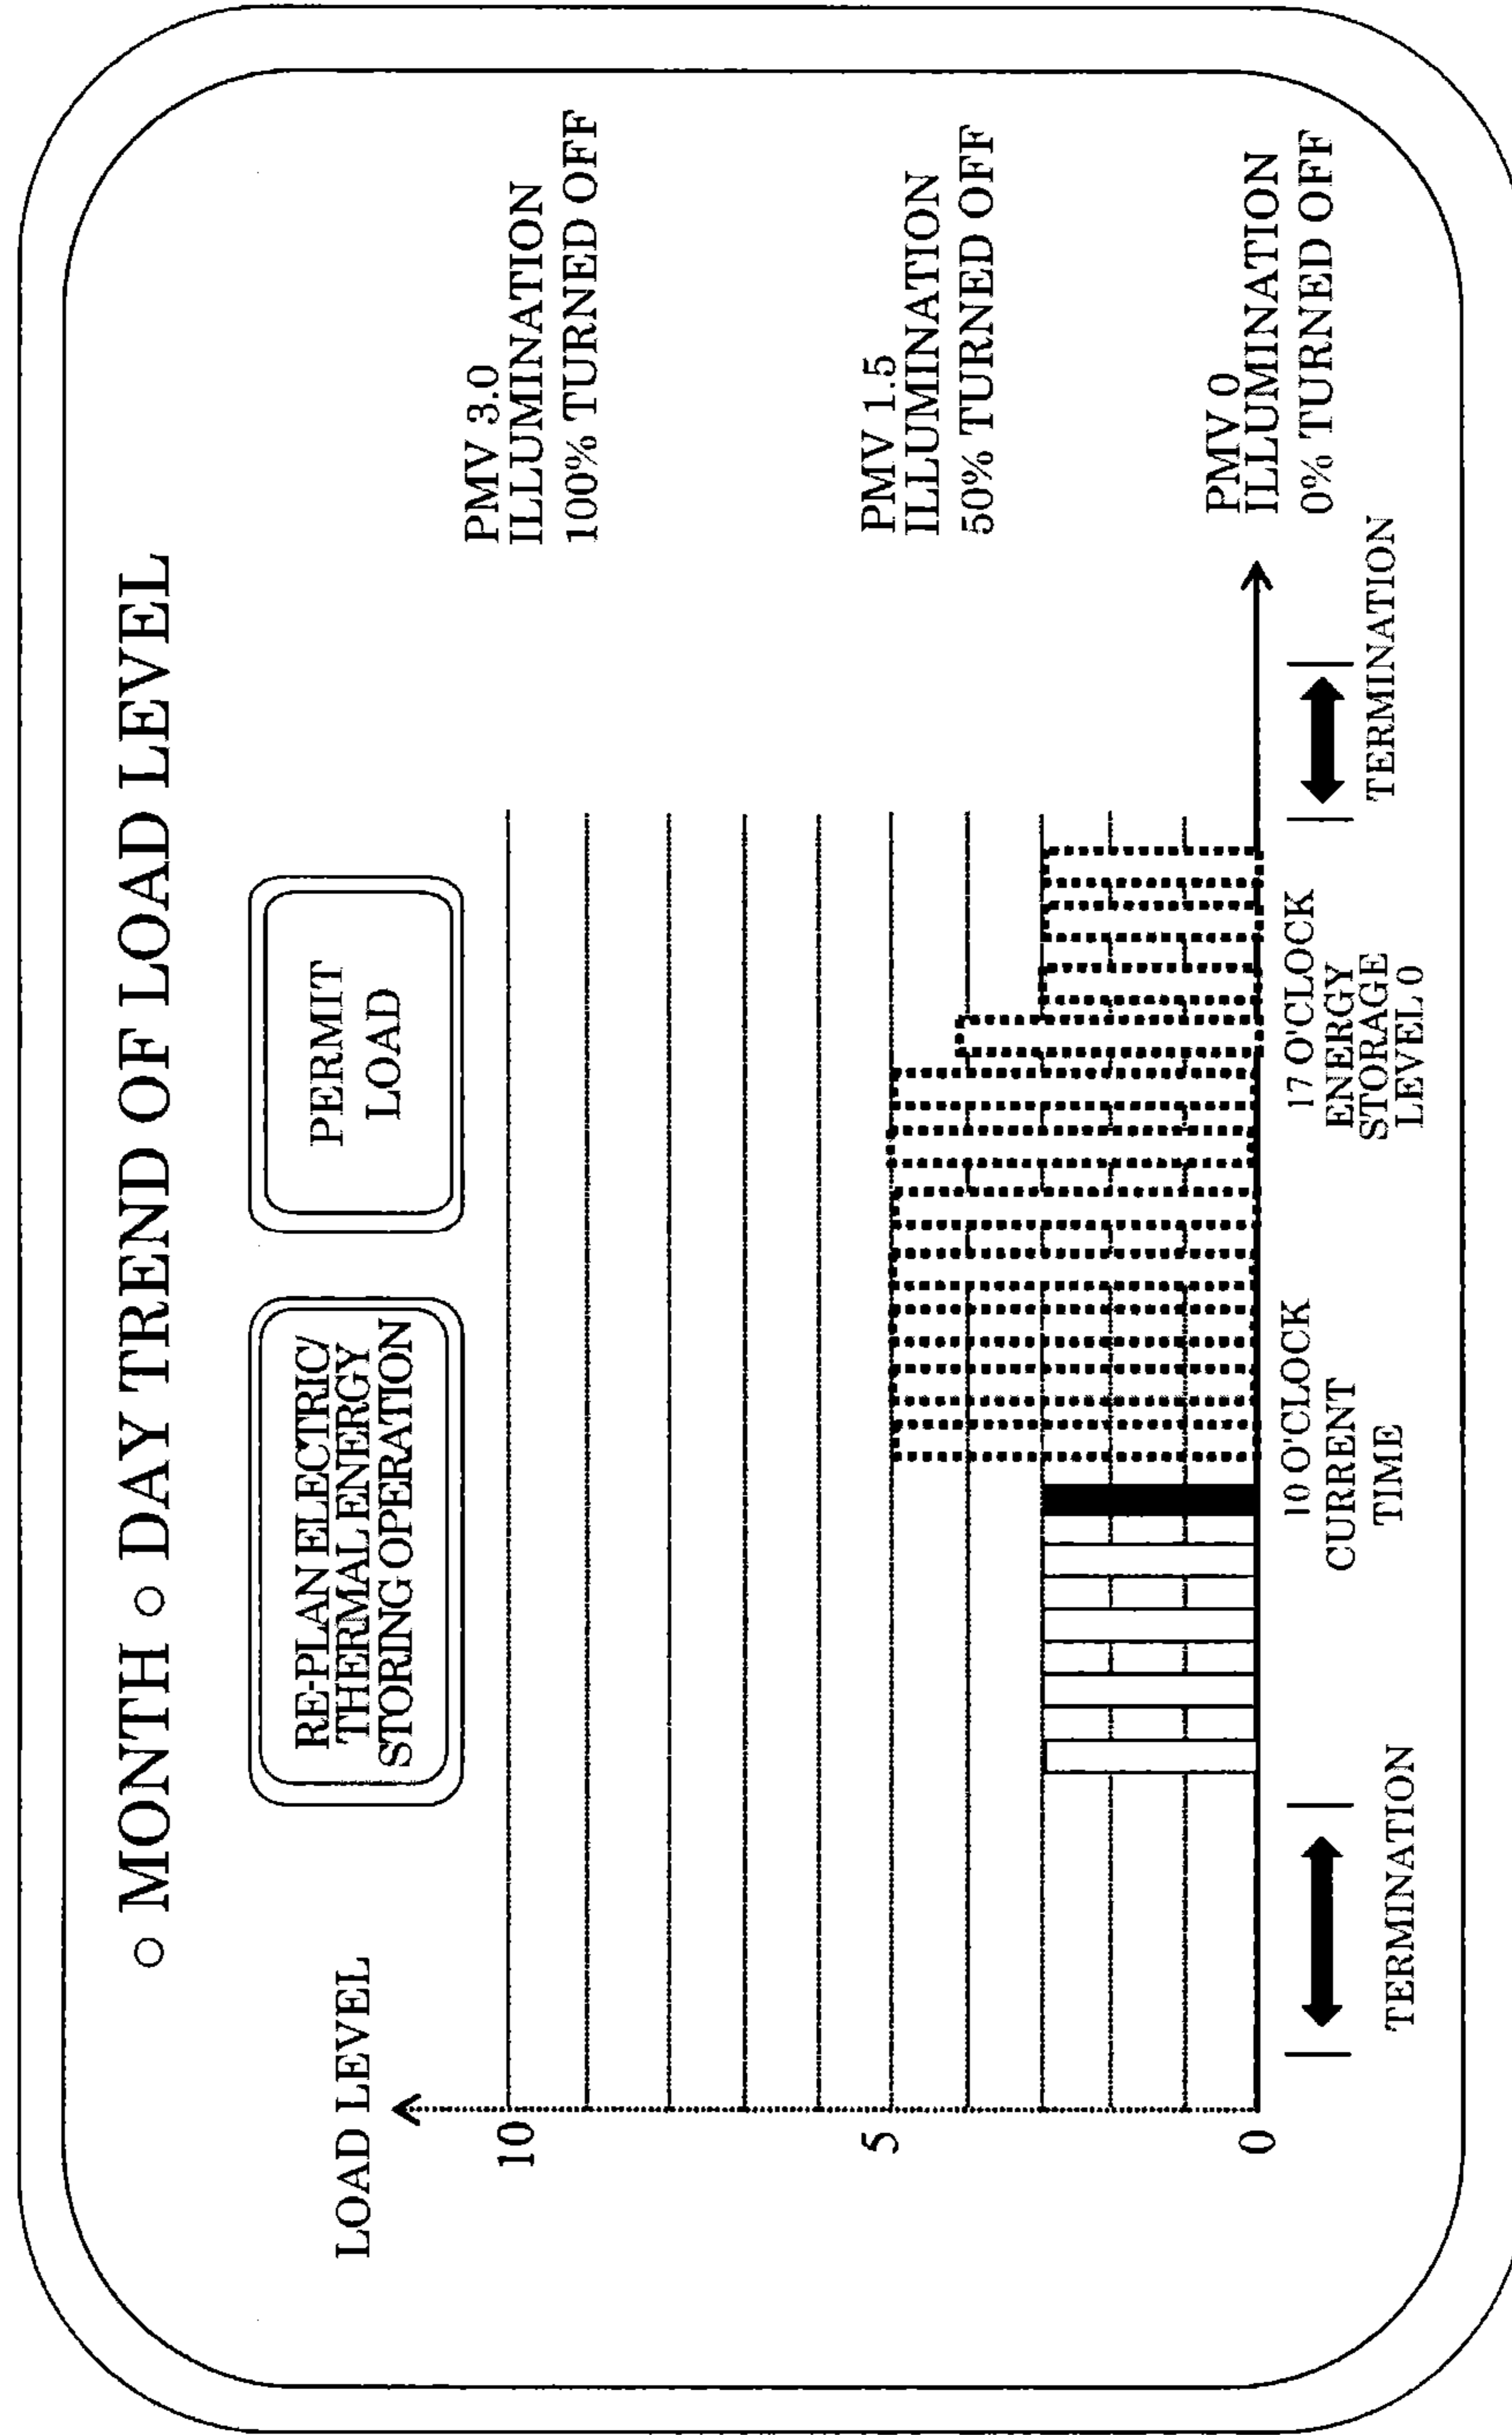 ○ MONTH ○ DAY TREND OF LOAD LEVEL
RE-PLAN ELECTRIC/
THERMAL ENERGY
STORING OPERATION
PERMIT
LOAD
LOAD LEVEL
10
5
0
PMV 3.0
ILLUMINATION
100% TURNED OFF
PMV 1.5
ILLUMINATION
50% TURNED OFF
PMV 0
ILLUMINATION
0% TURNED OFF
TERMINATION
10 O'CLOCK
CURRENT
TIME
17 O'CLOCK
ENERGY
STORAGE
LEVEL 0
TERMINATION